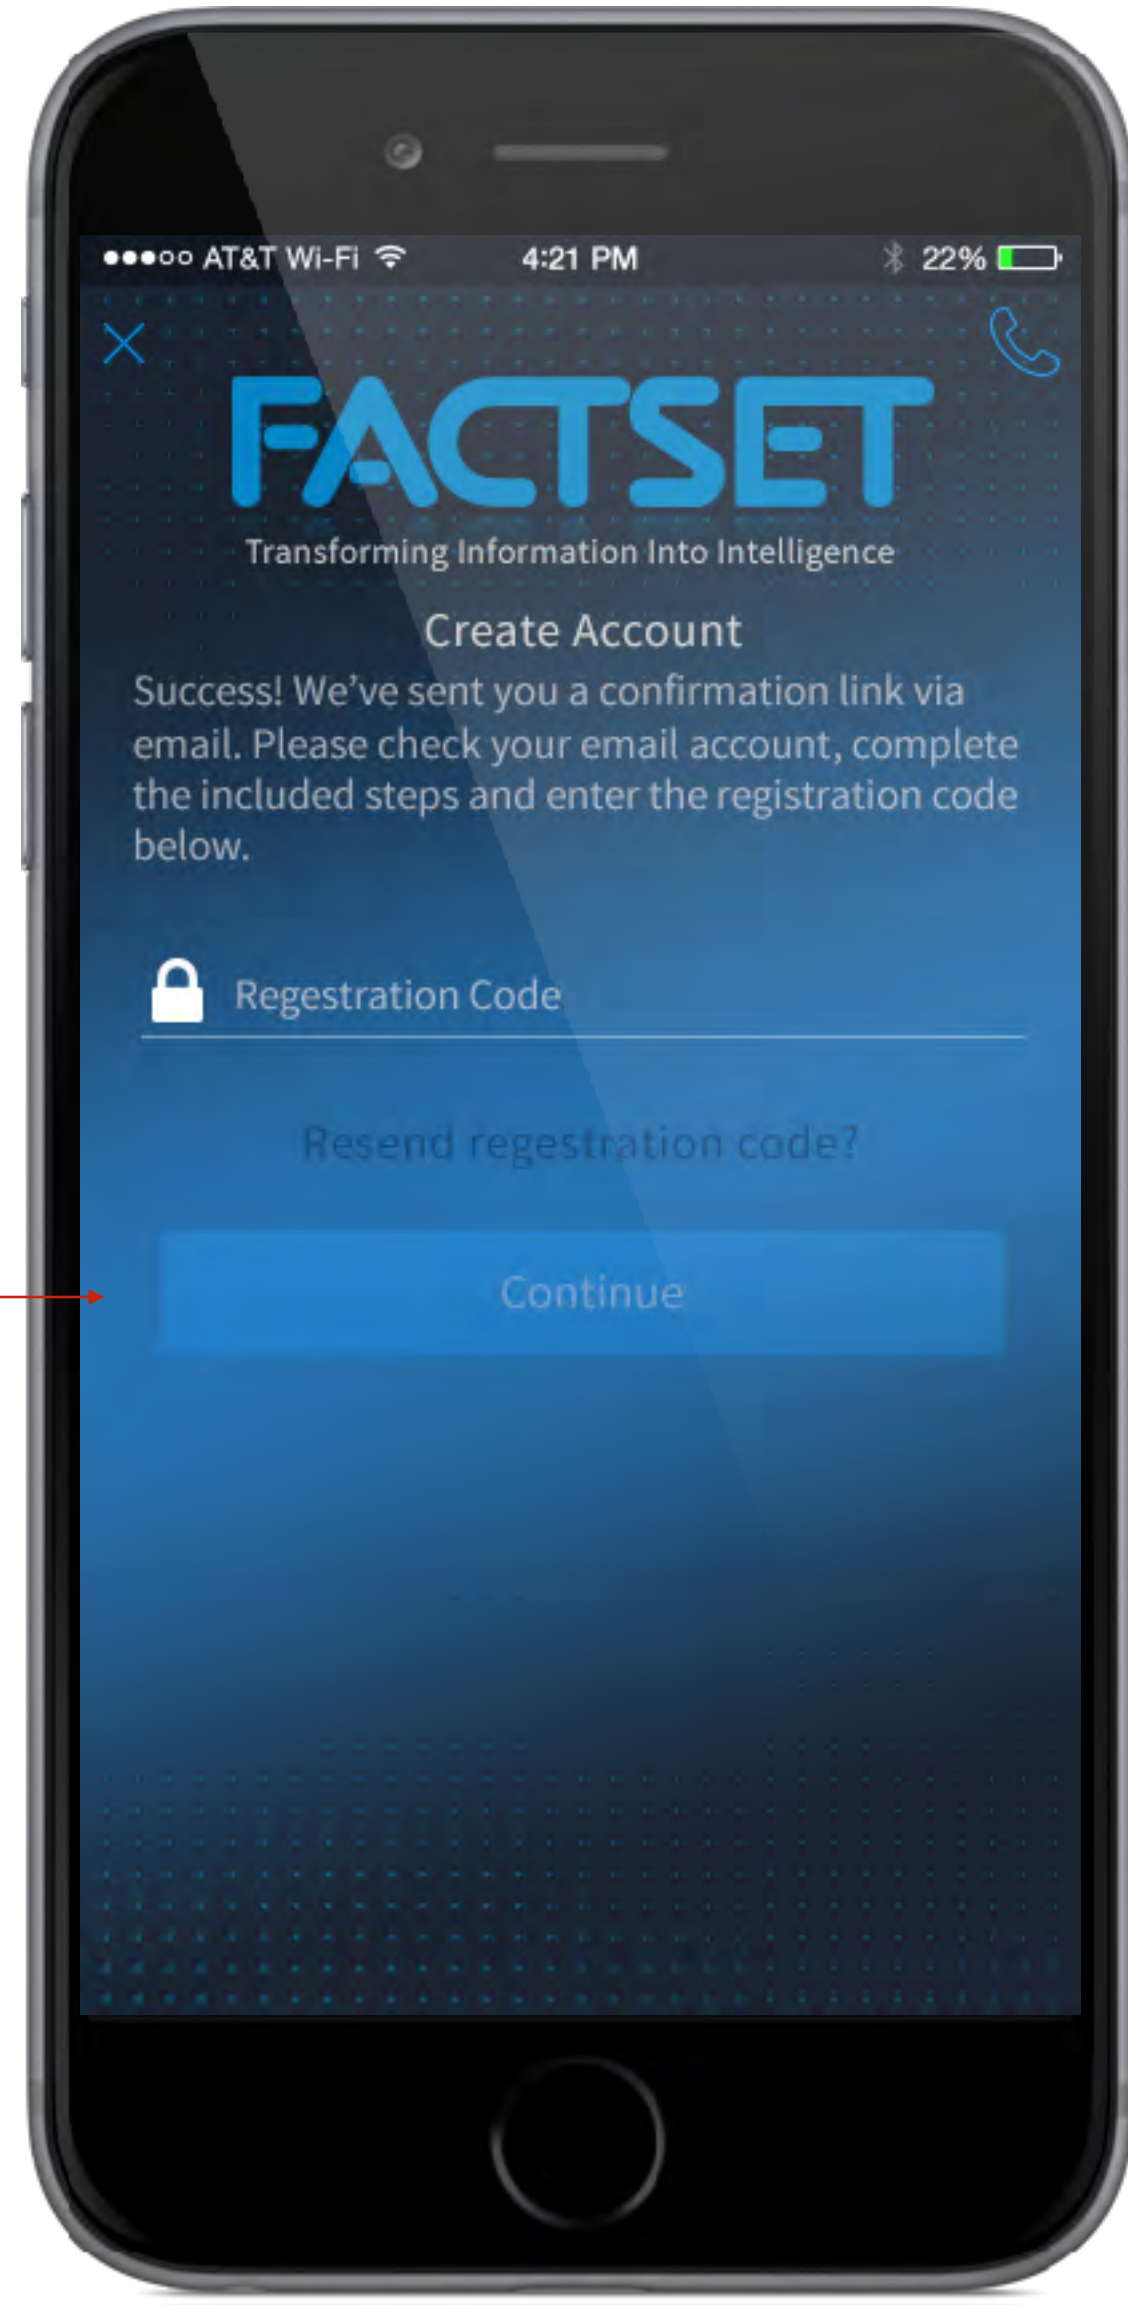 AT&T Wi-Fi 4:21 PM 22%
FACTSET
Transforming Information Into Intelligence
Create Account
Success! We’ve sent you a confirmation link via
email. Please check your email account, complete
the included steps and enter the registration code
below.
Regestration Code
Resend regestration code?
Continue